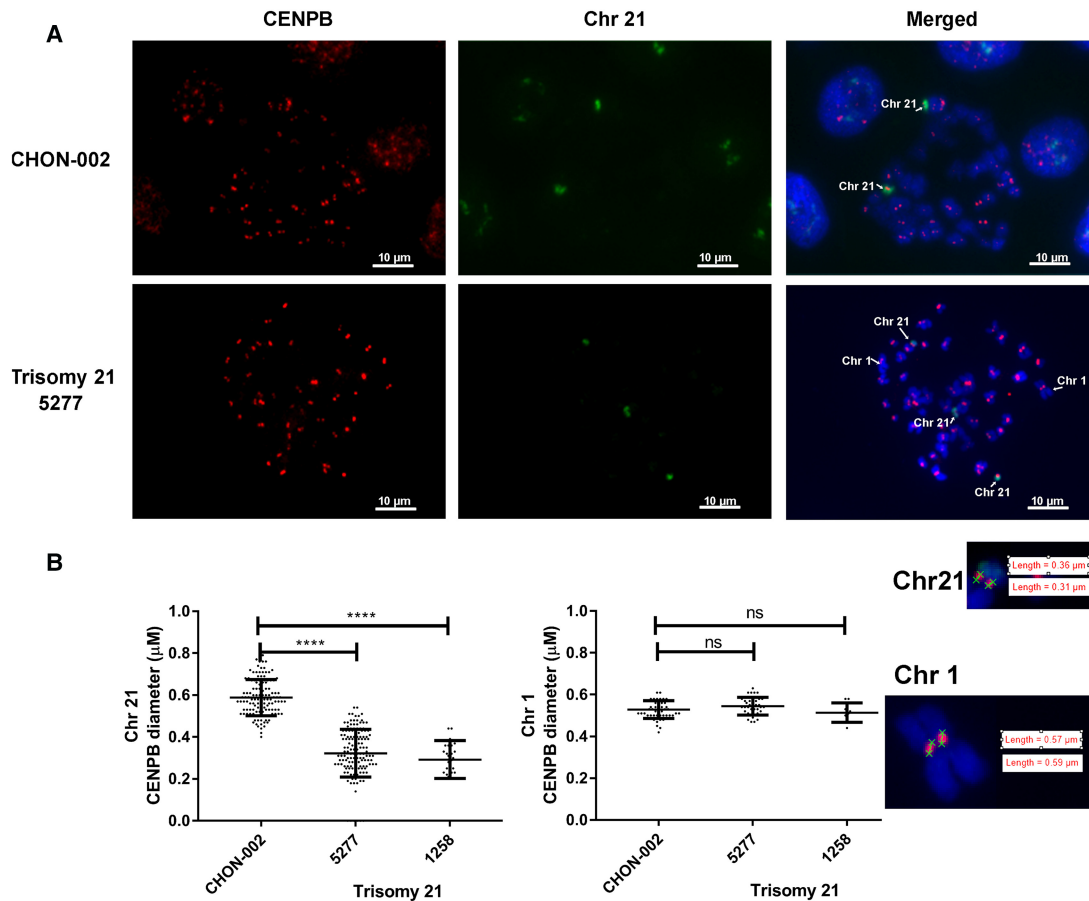 A
CENPB
Chr 21
Merged
CHON-002
10 µm
10 µm
Chr 21
Chr 21
10 µm
Trisomy 21
5277
10 µm
10 µm
Chr 21
Chr 1
Chr 1
Chr 21
Chr 21
10 µm
B
Chr21
Length = 0.36 µm
Length = 0.31 µm
Chr 21
CENPB diameter (µM)
1.0
0.8
0.6
0.4
0.2
0.0
****
****
CHON-002
5277
1258
Trisomy 21
Chr 1
CENPB diameter (µM)
1.0
0.8
0.6
0.4
0.2
0.0
ns
ns
CHON-002
5277
1258
Trisomy 21
Chr 1
Length = 0.57 µm
Length = 0.59 µm